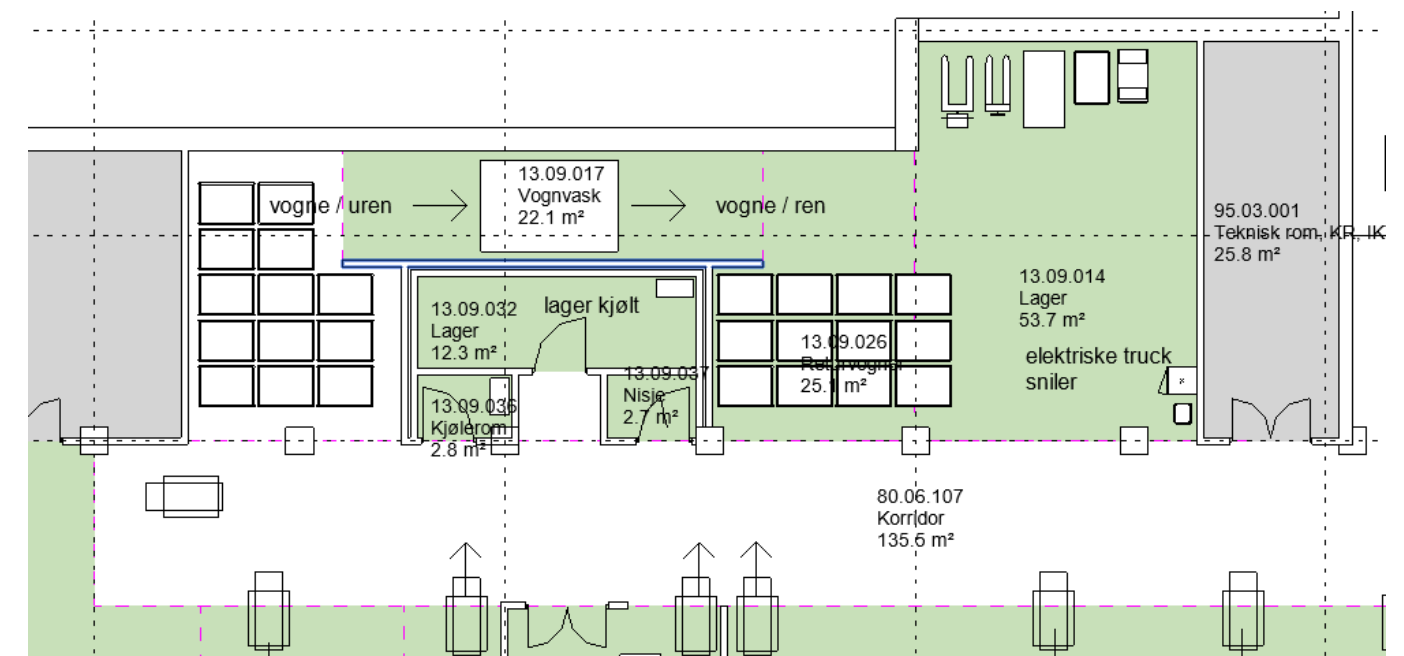 13.09.017
Vognvask
22.1 m²
vogne / uren
vogne / ren
95.03.001
Teknisk rom, KR, IK
25.8 m²
13.09.032
Lager
12.3 m²
lager kjølt
13.09.014
Lager
53.7 m²
13.09.026
Returvogner
25.1 m²
elektriske truck
sniler
13.09.037
Nisje
2.7 m²
13.09.036
Kjølerom
2.8 m²
80.06.107
Korridor
135.6 m²